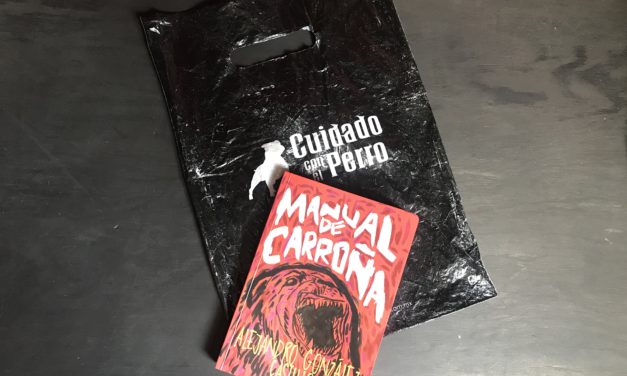 Cuidado
con
el
Perro
MANUAL
DE
CARROÑA
ALEJANDRO GONZÁLEZ